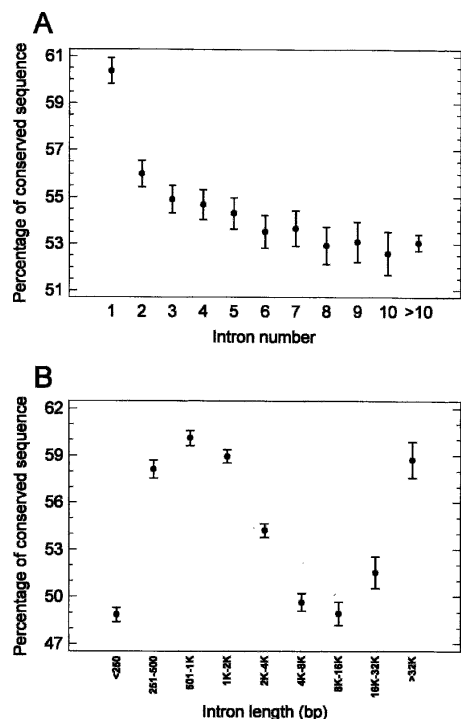 A
Percentage of conserved sequence
61
59
57
55
53
51
1 2 3 4 5 6 7 8 9 10 >10
Intron number
B
Percentage of conserved sequence
62
59
56
53
50
47
<250 251-500 501-1K 1K-2K 2K-4K 4K-8K 8K-16K 16K-32K >32K
Intron length (bp)